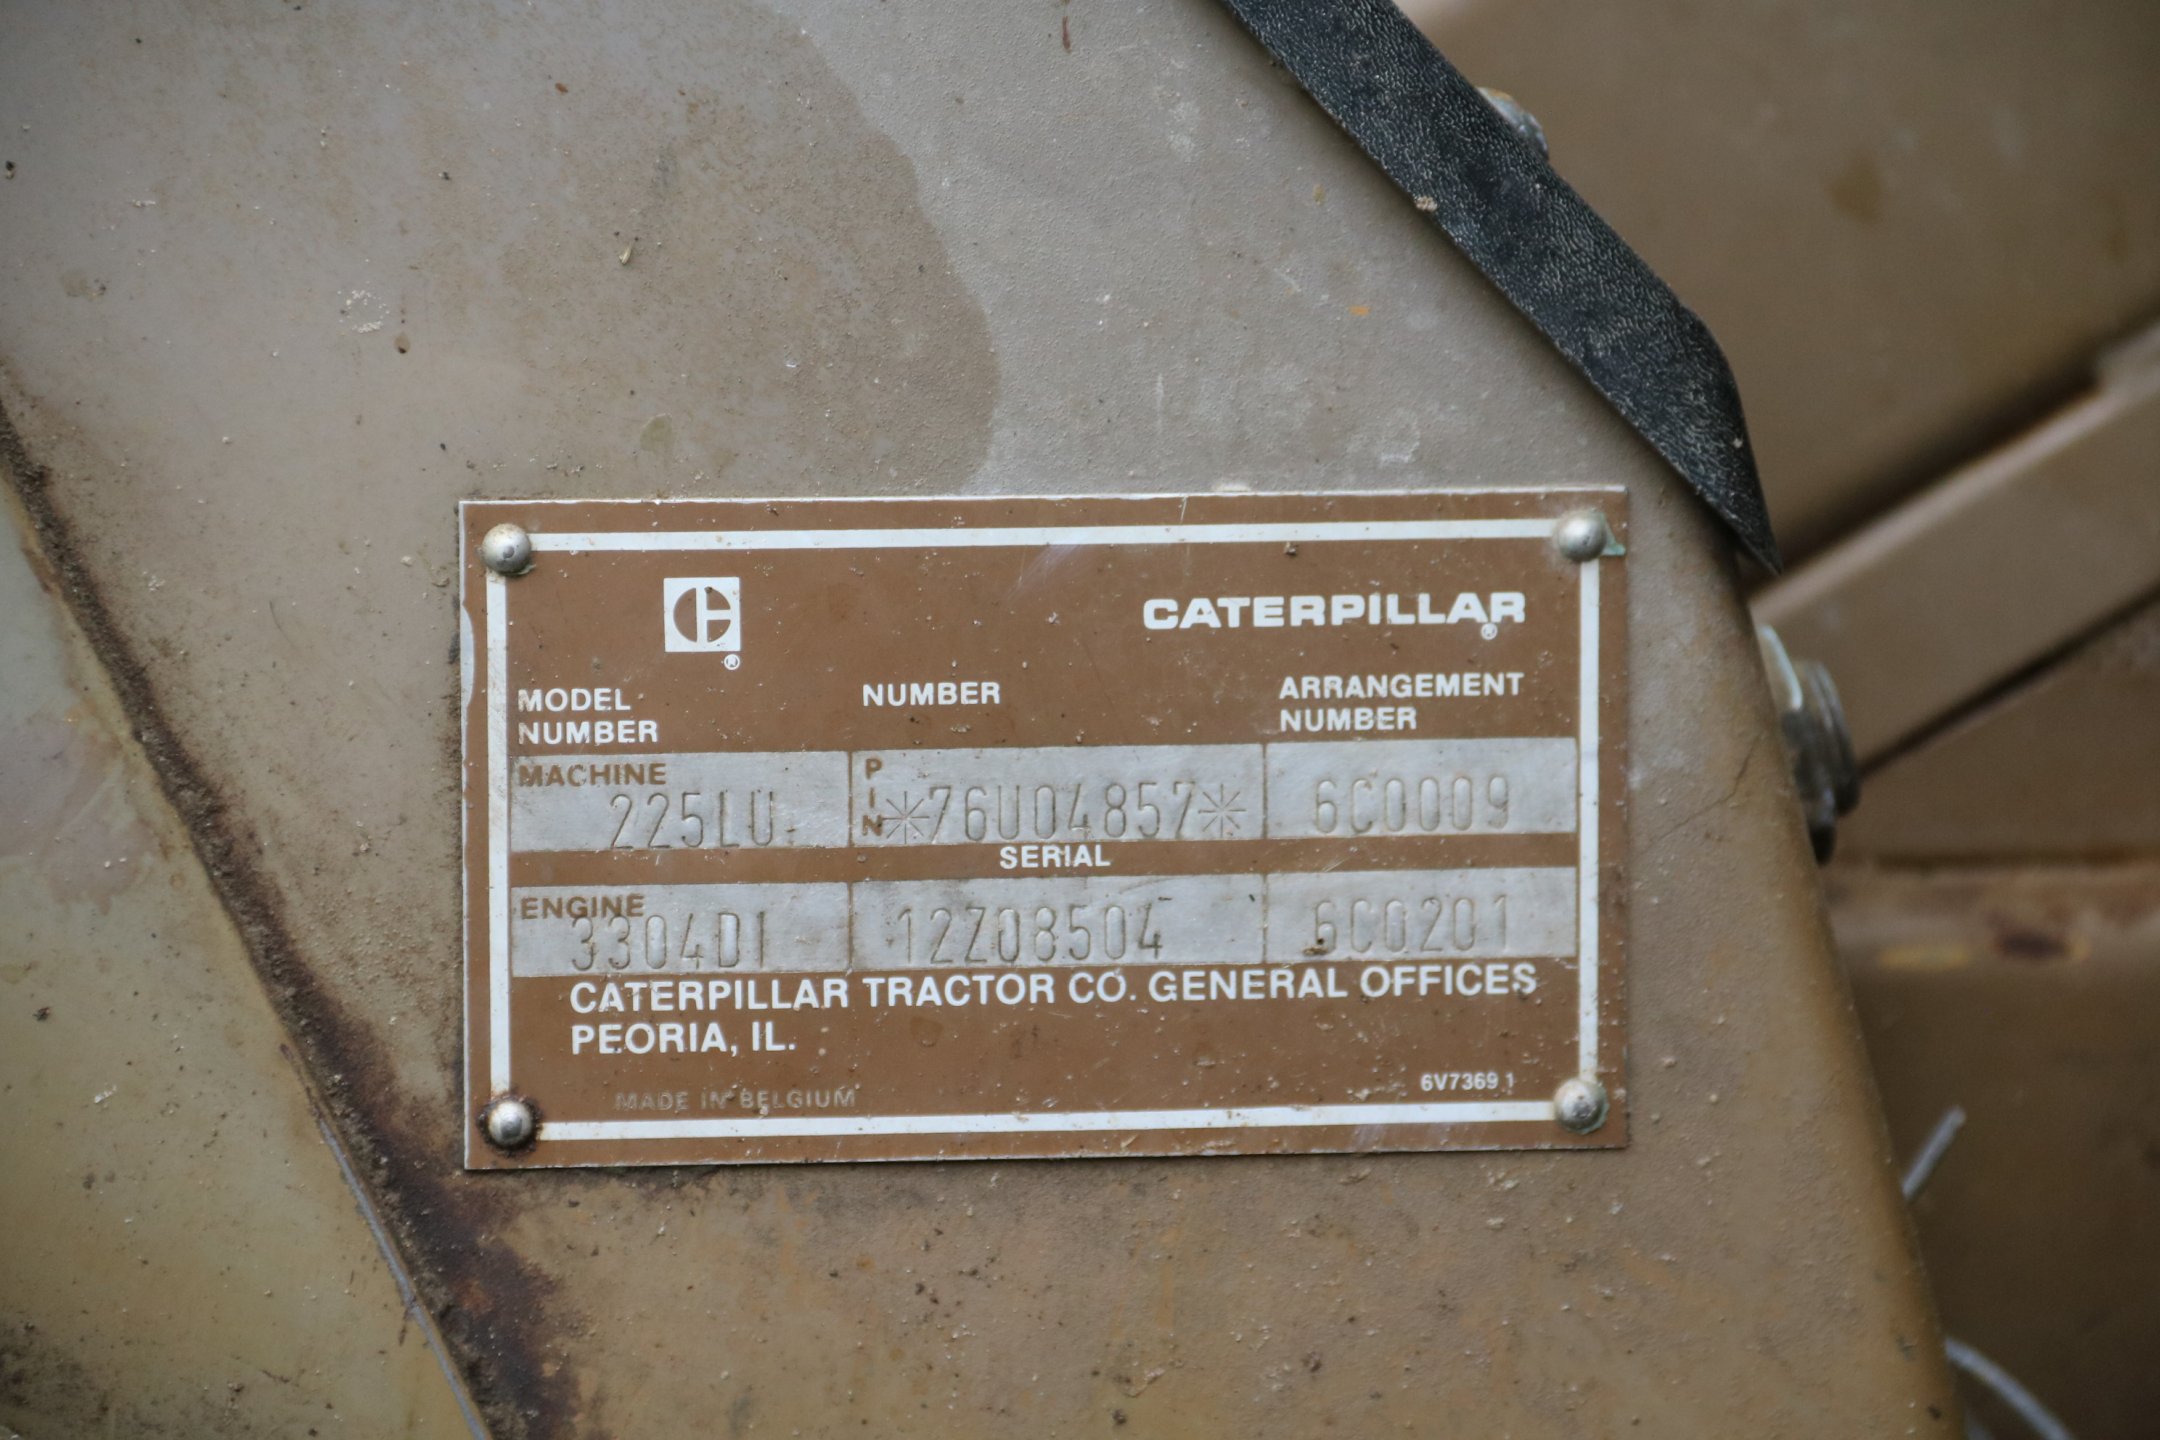 CATERPILLAR
®
®
MODEL NUMBER ARRANGEMENT
NUMBER NUMBER
MACHINE 225LU PIN *76U04857* 6C0009
SERIAL
ENGINE 3304DI 12Z08504 6C0201
CATERPILLAR TRACTOR CO. GENERAL OFFICES
PEORIA, IL.
MADE IN BELGIUM 6V7369 1